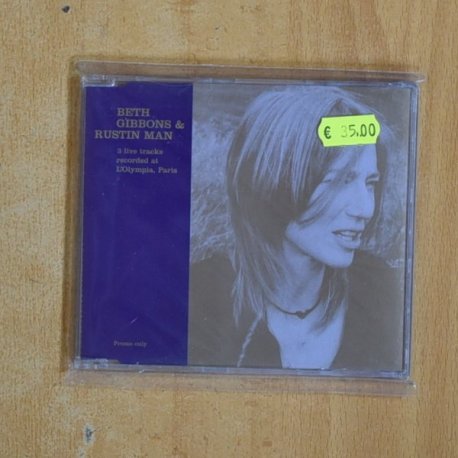 BETH
GIBBONS &
RUSTIN MAN
3 live tracks
recorded at
L'Olympia, Paris
Promo only
€ 35.00